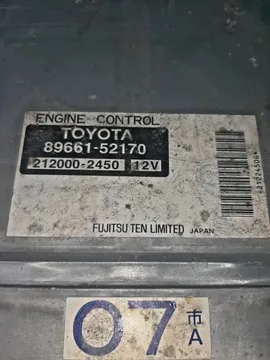 ENGINE CONTROL
TOYOTA
89661-52170
212000-2450 12V
FUJITSU TEN LIMITED JAPAN
07 市
A